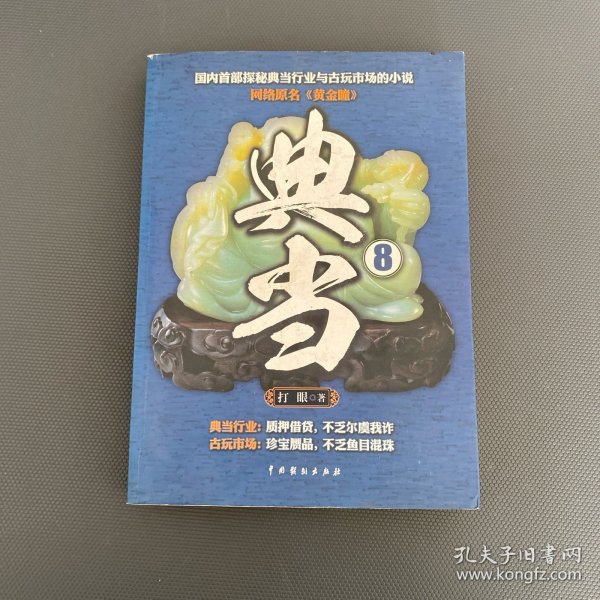 国内首部探秘典当行业与古玩市场的小说
网络原名《黄金瞳》
典当
8
打眼◎著
典当行业：质押借贷，不乏尔虞我诈
古玩市场：珍宝赝品，不乏鱼目混珠
中国戏剧出版社
孔夫子旧书网
www.kongfz.com